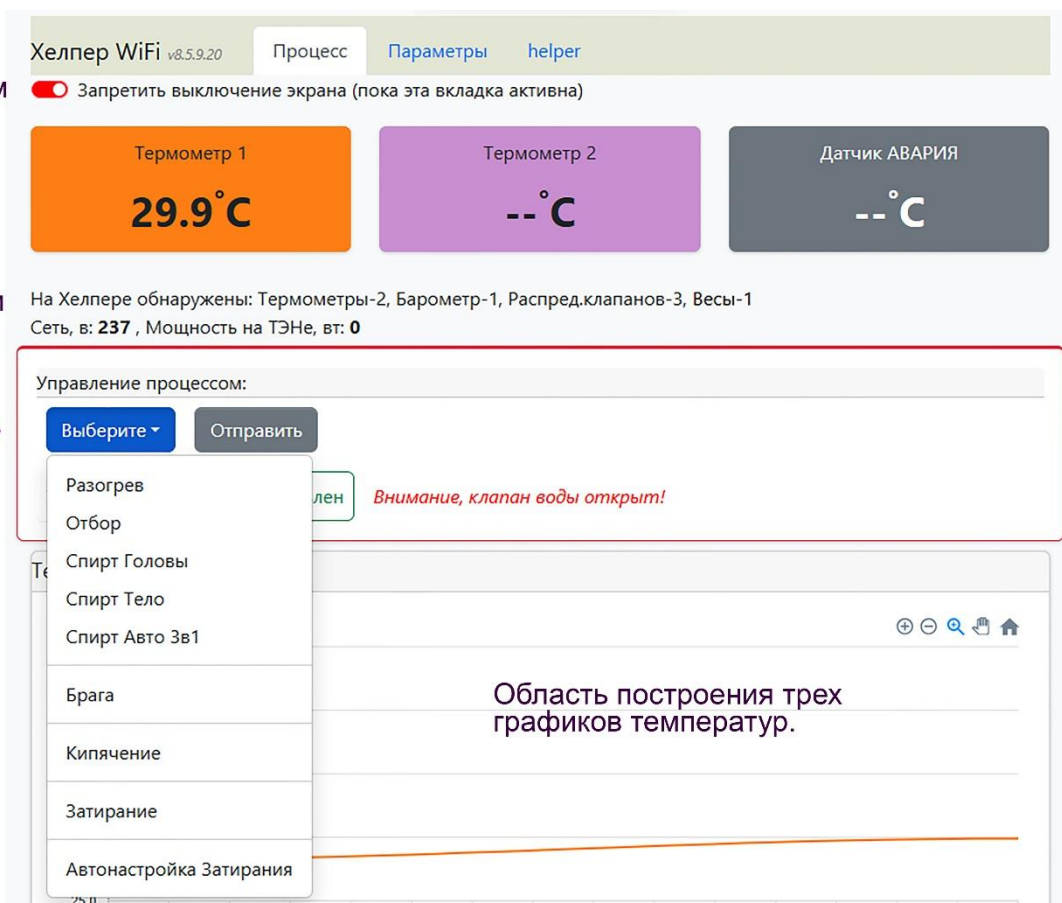 Хелпер WiFi v8.5.9.20 Процесс Параметры helper
Запретить выключение экрана (пока эта вкладка активна)
Термометр 1 Термометр 2 Датчик АВАРИЯ
29.9°C --°C --°C
На Хелпере обнаружены: Термометры-2, Барометр-1, Распред.клапанов-3, Весы-1
Сеть, в: 237 , Мощность на ТЭНе, вт: 0
Управление процессом:
Выберите Отправить
Разогрев
лен Внимание, клапан воды открыт!
Отбор
Спирт Головы
Те
Спирт Тело
Спирт Авто 3в1
Брага
Область построения трех
графиков температур.
Кипячение
Затирание
Автонастройка Затирания